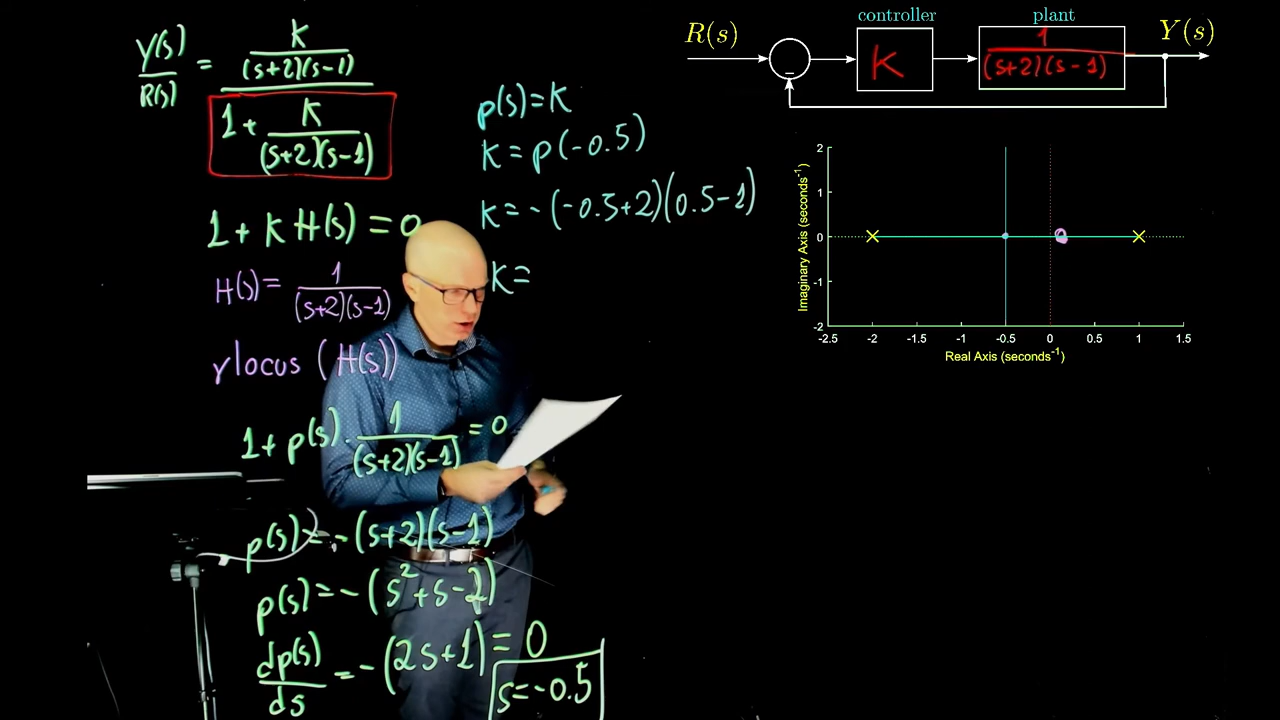 Y(s)/R(s) = (K/((s+2)(s-1)))/(1+ K/((s+2)(s-1)))
1 + K H(s) = 0
H(s) = 1/((s+2)(s-1))
rlocus (H(s))
1 + p(s) · 1/((s+2)(s-1)) = 0
p(s) = -(s+2)(s-1)
p(s) = -(s²+s-2)
dp(s)/ds = -(2s+1) = 0
s=-0.5
p(s)=K
K = p(-0.5)
K = -(-0.5+2)(0.5-1)
K =
controller
plant
R(s)
-
K
1/((s+2)(s-1))
Y(s)
Imaginary Axis (seconds⁻¹)
2
1
0
-1
-2
-2.5 -2 -1.5 -1 -0.5 0 0.5 1 1.5
Real Axis (seconds⁻¹)